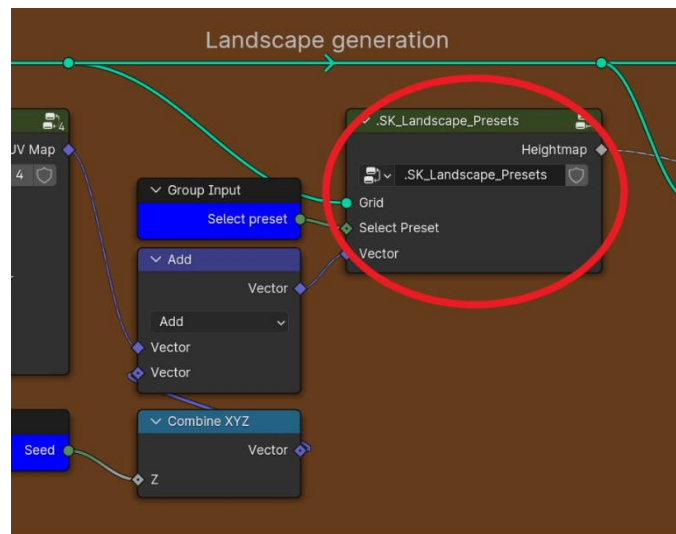 Landscape generation
4
UV Map
4
Group Input
Select preset
Add
Vector
Add
Vector
Vector
Combine XYZ
Vector
Z
Seed
.SK_Landscape_Presets
Heightmap
.SK_Landscape_Presets
Grid
Select Preset
Vector